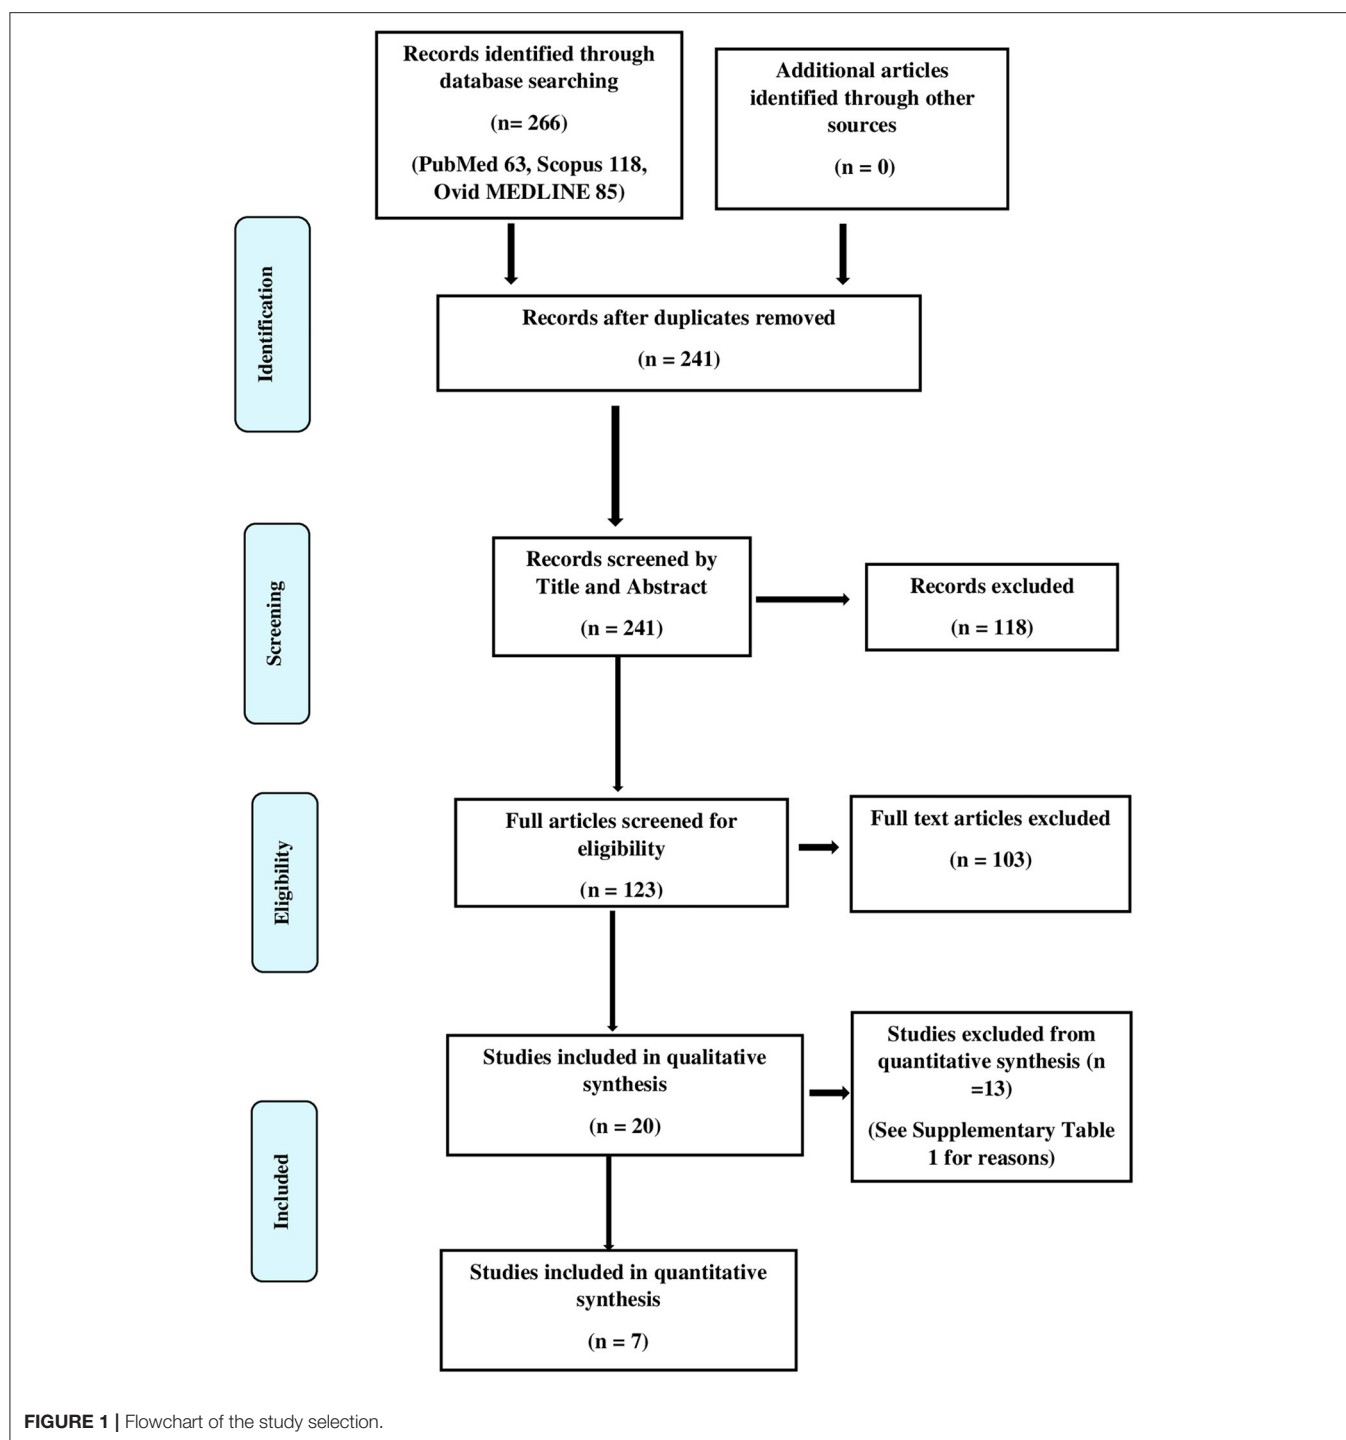 Records identified through
database searching
(n= 266)
(PubMed 63, Scopus 118,
Ovid MEDLINE 85)
Additional articles
identified through other
sources
(n = 0)
Identification
Records after duplicates removed
(n = 241)
Screening
Records screened by
Title and Abstract
(n = 241)
Records excluded
(n = 118)
Eligibility
Full articles screened for
eligibility
(n = 123)
Full text articles excluded
(n = 103)
Included
Studies included in qualitative
synthesis
(n = 20)
Studies excluded from
quantitative synthesis (n
=13)
(See Supplementary Table
1 for reasons)
Studies included in quantitative
synthesis
(n = 7)
FIGURE 1 | Flowchart of the study selection.